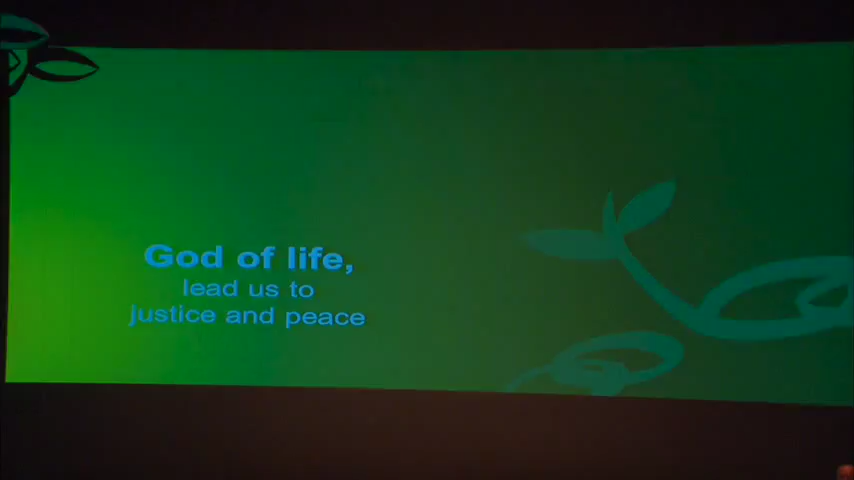 God of life,
lead us to
justice and peace